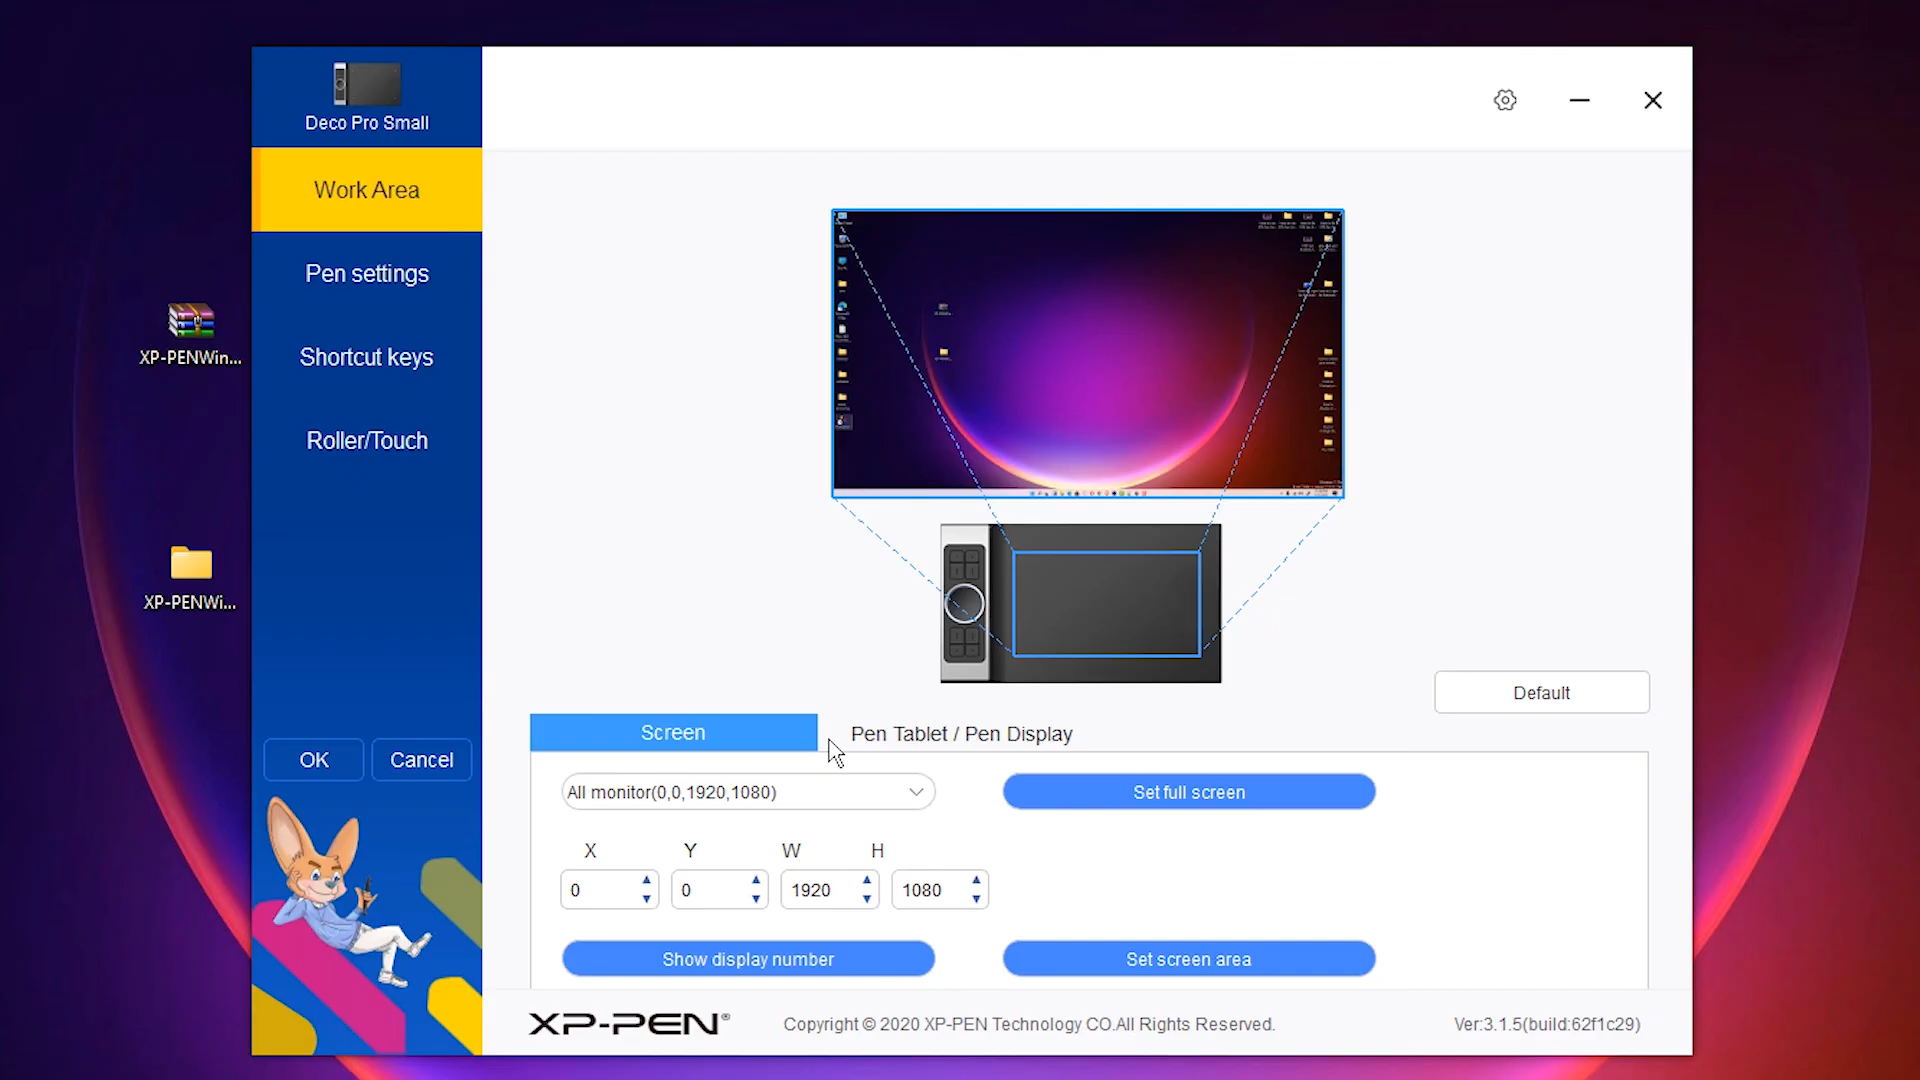 Deco Pro Small
Work Area
Pen settings
Shortcut keys
Roller/Touch
XP-PENWin...
XP-PENWi...
OK
Cancel
Default
Screen
Pen Tablet / Pen Display
All monitor(0,0,1920,1080)
Set full screen
X Y W H
0 0 1920 1080
Show display number
Set screen area
XP-PEN®
Copyright © 2020 XP-PEN Technology CO.All Rights Reserved.
Ver:3.1.5(build:62f1c29)